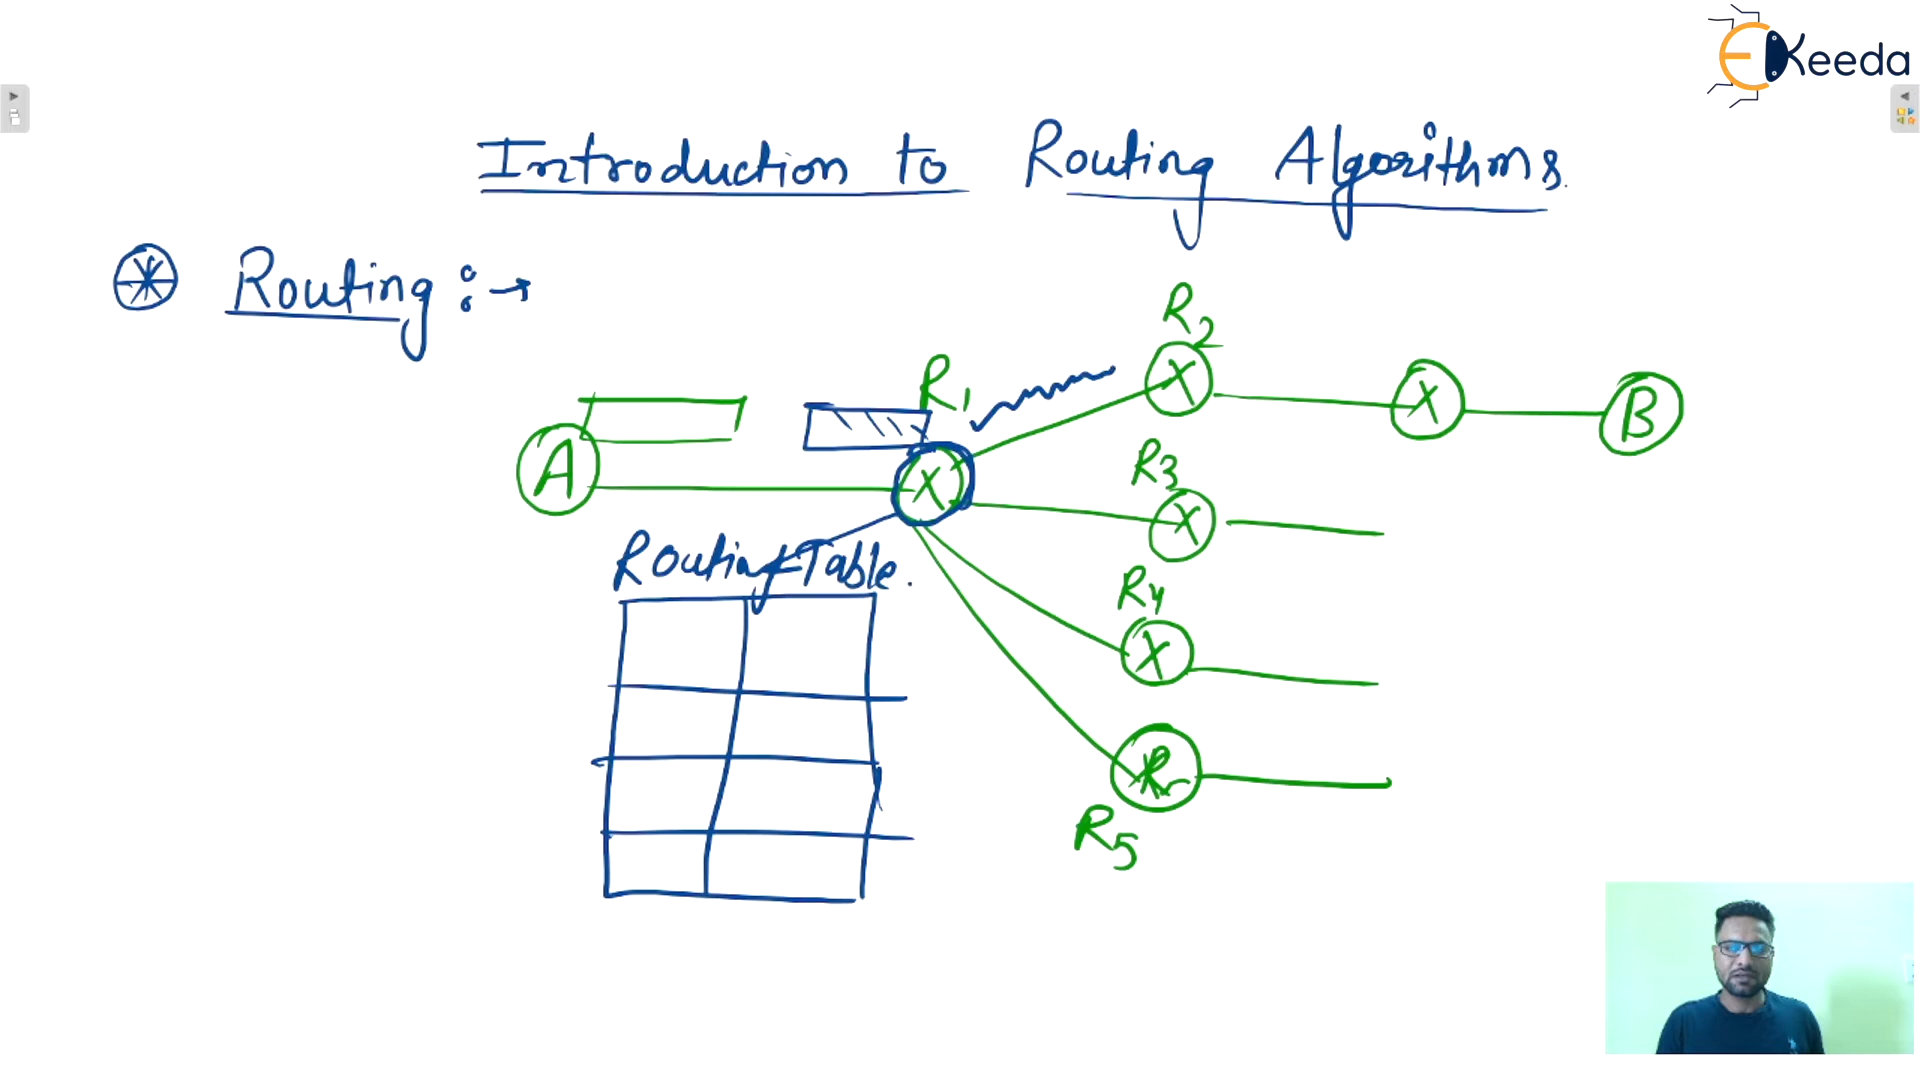 EKeeda
Introduction to Routing Algorithms.
Routing :→
R2
R1
X
X
B
A
X
R3
X
Routing Table.
R4
X
R5